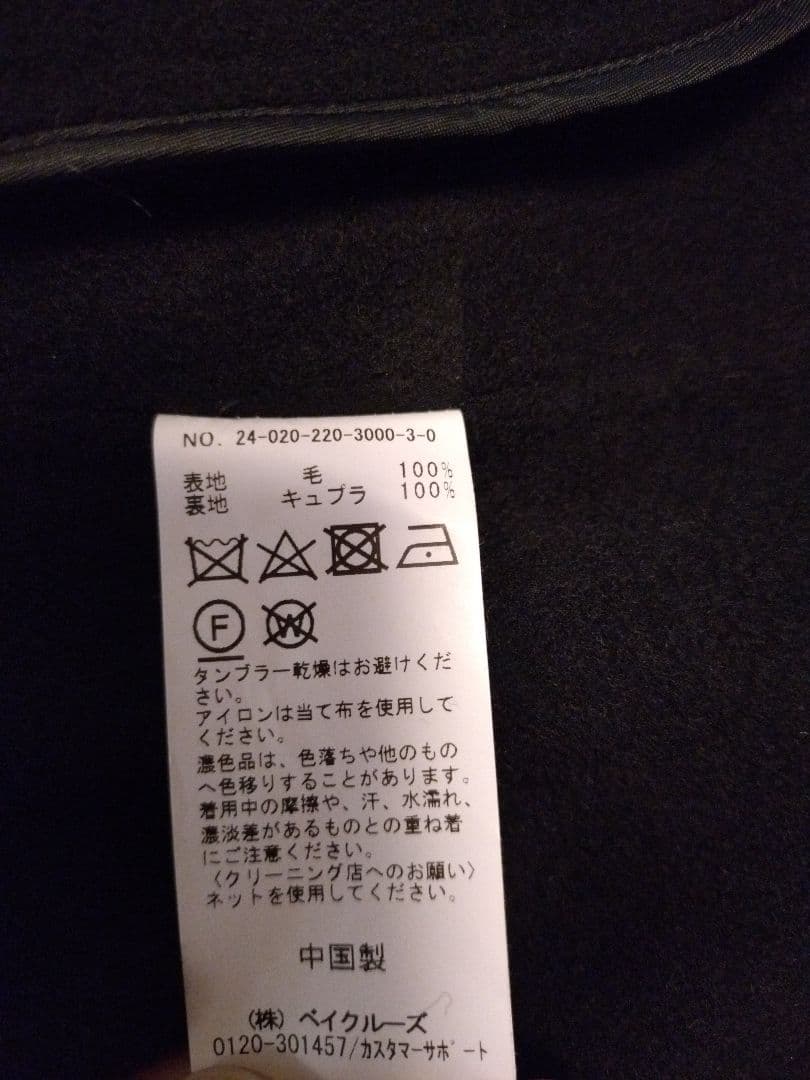 NO. 24-020-220-3000-3-0
表地 毛 100%
裏地 キュプラ 100%
F W
タンブラー乾燥はお避けくだ
さい。
アイロンは当て布を使用して
ください。
濃色品は、色落ちや他のもの
へ色移りすることがあります。
着用中の摩擦や、汗、水濡れ、
濃淡差があるものとの重ね着
にご注意ください。
〈クリーニング店へのお願い〉
ネットを使用してください。
中国製
(株) ベイクルーズ
0120-301457/カスタマーサポート